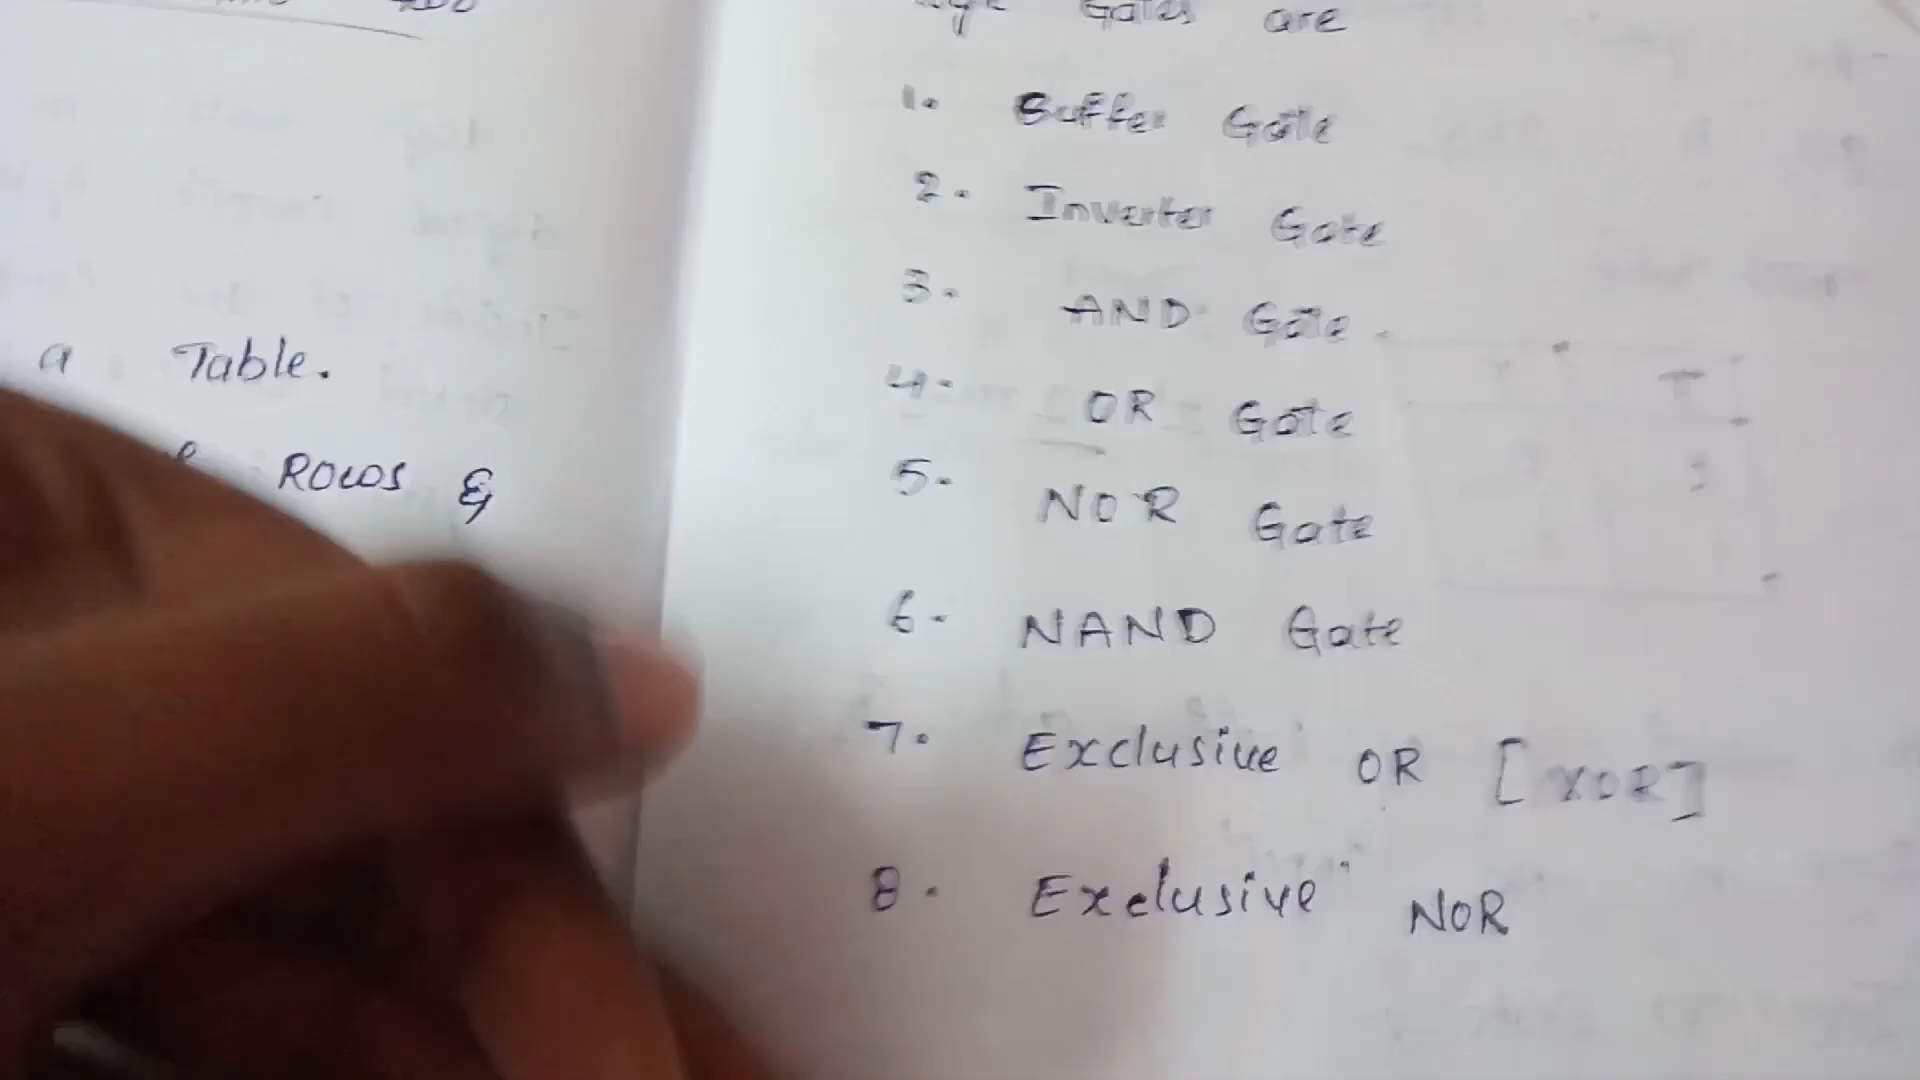 a Table.
Rows &
Gates are
1. Buffer Gate
2. Inverter Gate
3. AND Gate
4. OR Gate
5. NOR Gate
6. NAND Gate
7. Exclusive OR [XOR]
8. Exclusive NOR